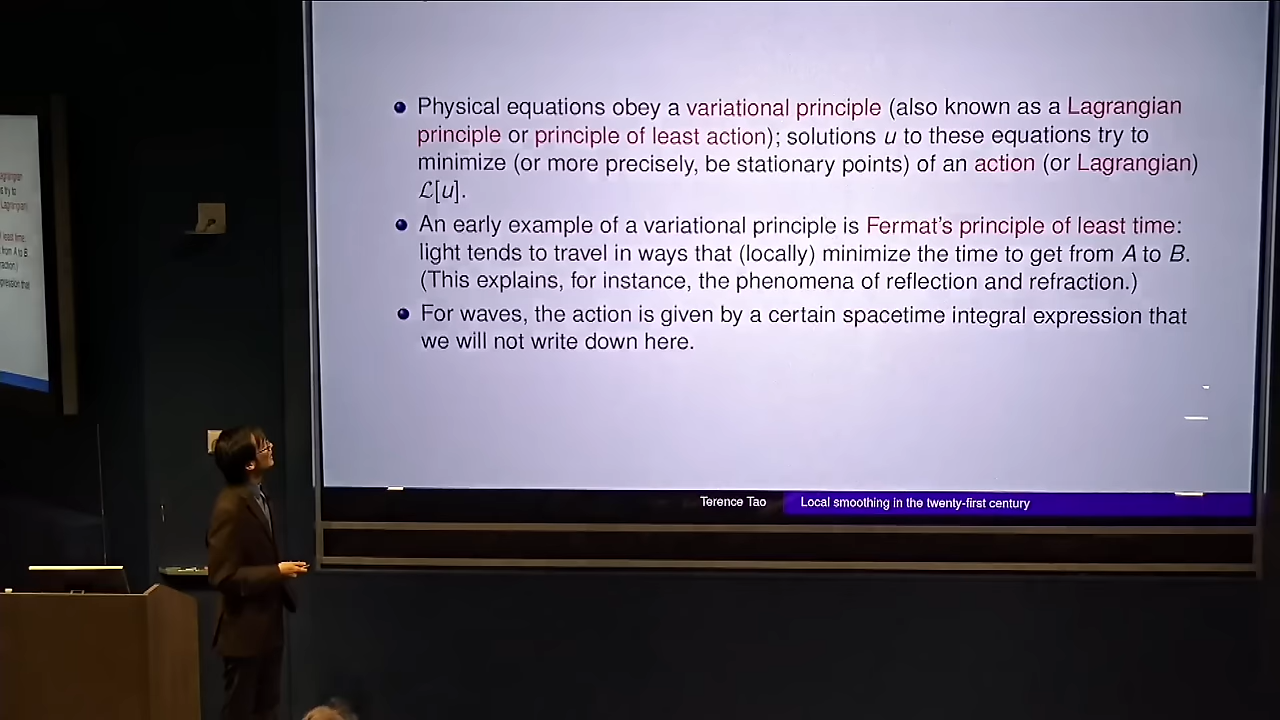 Physical equations obey a variational principle (also known as a Lagrangian
principle or principle of least action); solutions u to these equations try to
minimize (or more precisely, be stationary points) of an action (or Lagrangian)
ℒ[u].
An early example of a variational principle is Fermat's principle of least time:
light tends to travel in ways that (locally) minimize the time to get from A to B.
(This explains, for instance, the phenomena of reflection and refraction.)
For waves, the action is given by a certain spacetime integral expression that
we will not write down here.
Terence Tao Local smoothing in the twenty-first century